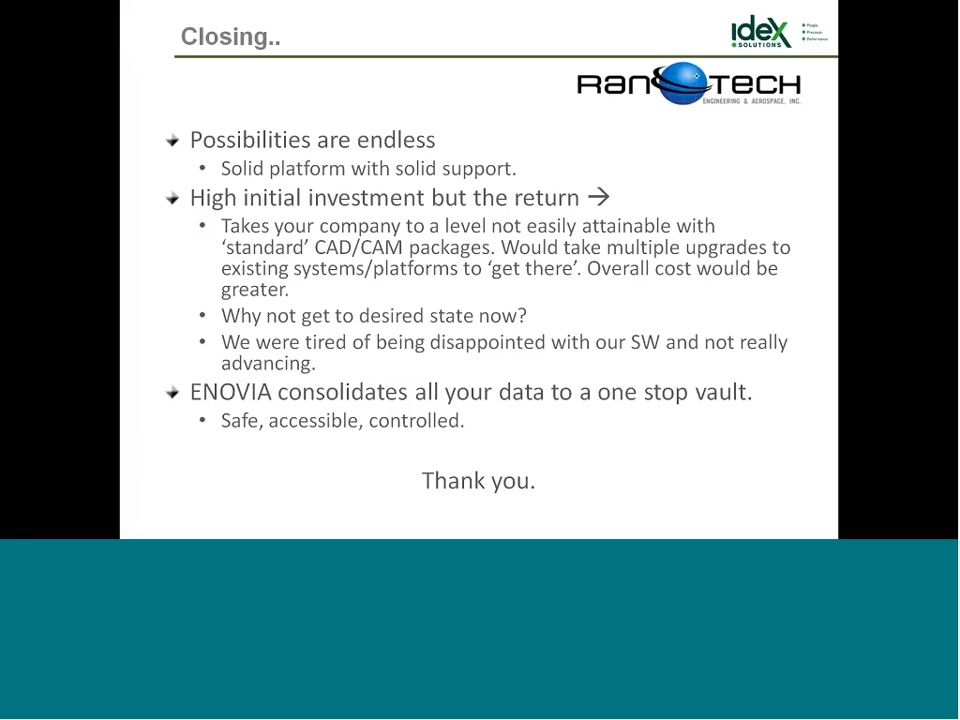 Closing..
ideX
SOLUTIONS
People
Precision
Performance
RANOTECH
ENGINEERING & AEROSPACE, INC.
Possibilities are endless
• Solid platform with solid support.
High initial investment but the return →
• Takes your company to a level not easily attainable with
‘standard’ CAD/CAM packages. Would take multiple upgrades to
existing systems/platforms to ‘get there’. Overall cost would be
greater.
• Why not get to desired state now?
• We were tired of being disappointed with our SW and not really
advancing.
ENOVIA consolidates all your data to a one stop vault.
• Safe, accessible, controlled.
Thank you.